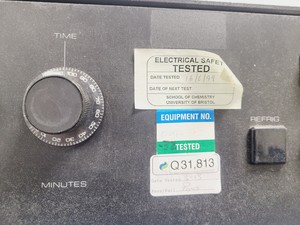 TIME
ELECTRICAL SAFETY
TESTED
DATE TESTED
DATE OF NEXT TEST
SCHOOL OF CHEMISTRY
UNIVERSITY OF BRISTOL
EQUIPMENT NO.
TESTED
Q31,813
REFRIG
MINUTES